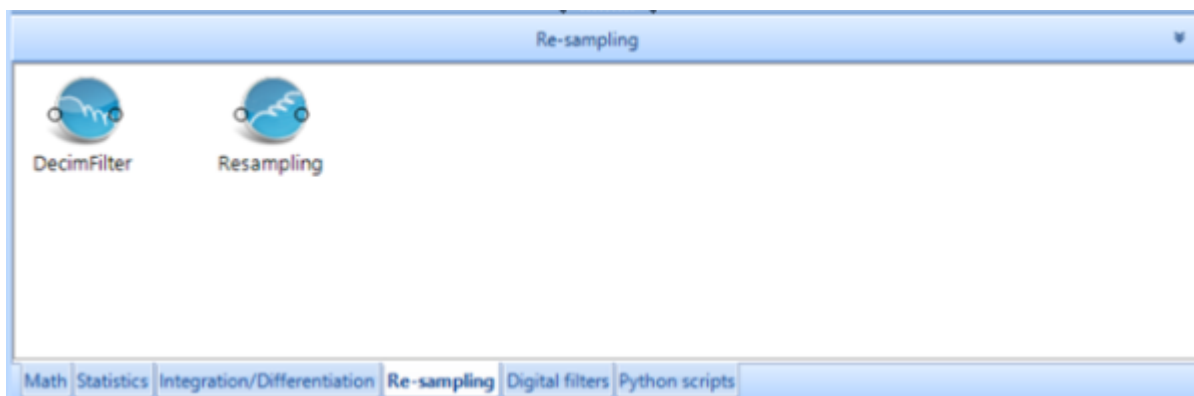 Re-sampling
DecimFilter Resampling
Math Statistics Integration/Differentiation Re-sampling Digital filters Python scripts